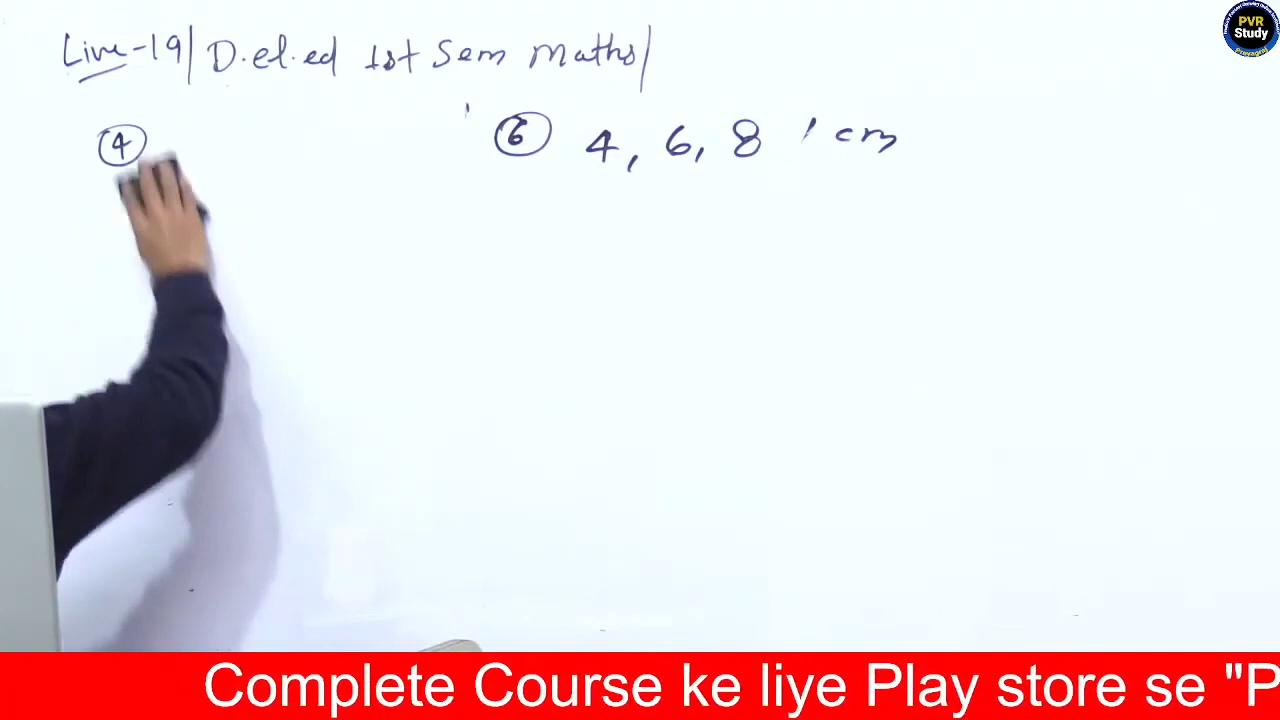 Live-19/ D.el.ed 1st Sem Maths/
④
⑥ 4, 6, 8 , cm
PVR
Study
Prayagraj
Complete Course ke liye Play store se "P